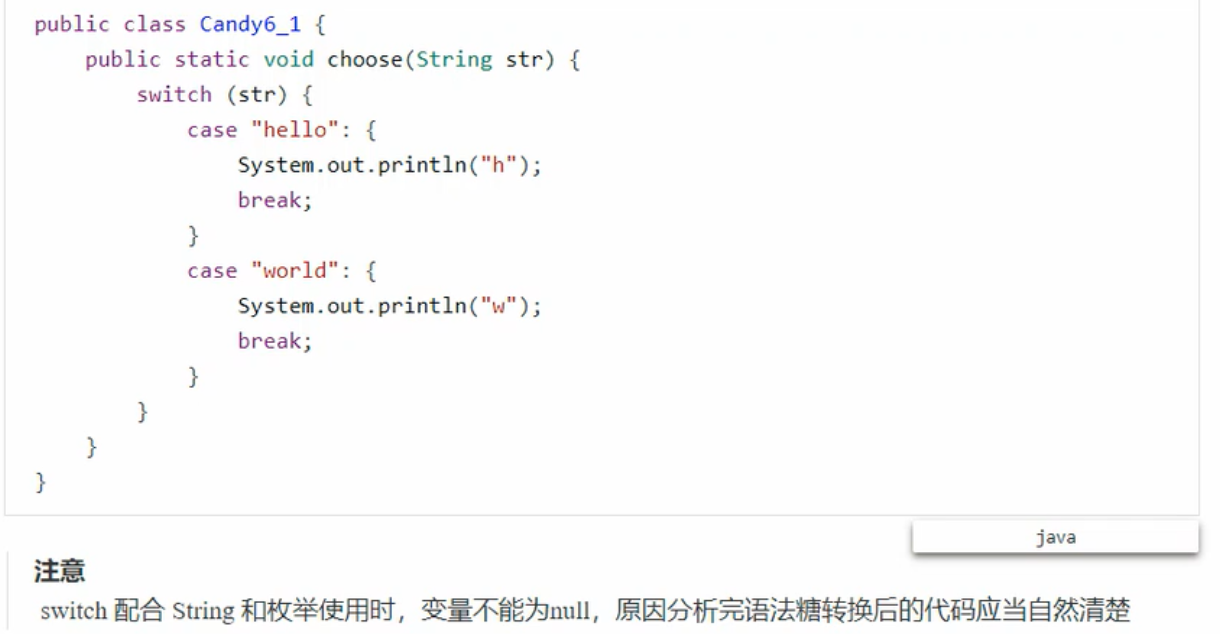 public class Candy6_1 {
    public static void choose(String str) {
        switch (str) {
            case "hello": {
                System.out.println("h");
                break;
            }
            case "world": {
                System.out.println("w");
                break;
            }
        }
    }
}
java
注意
switch 配合 String 和枚举使用时，变量不能为null，原因分析完语法糖转换后的代码应当自然清楚